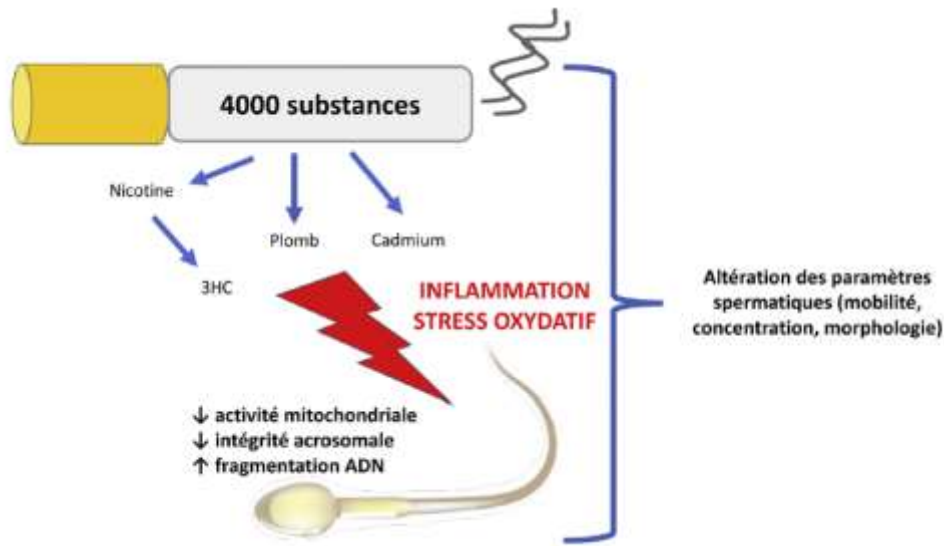 4000 substances
Nicotine
Plomb
Cadmium
3HC
INFLAMMATION
STRESS OXYDATIF
↓ activité mitochondriale
↓ intégrité acrosomale
↑ fragmentation ADN
Altération des paramètres
spermatiques (mobilité,
concentration, morphologie)